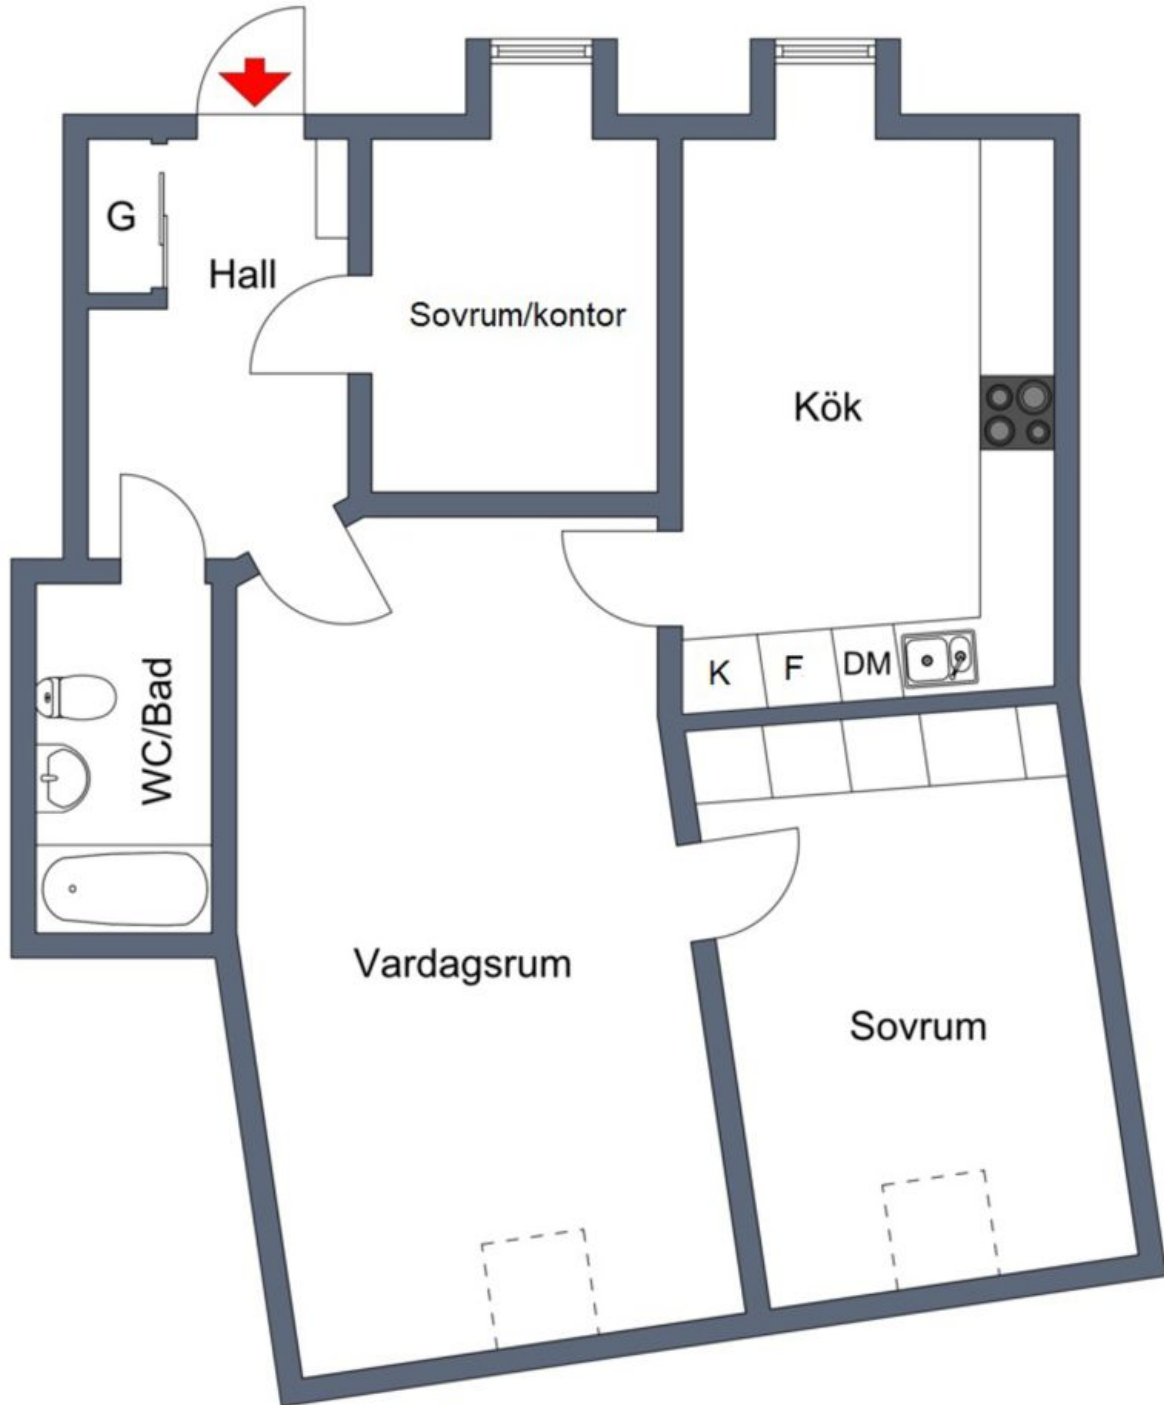 G
Hall
Sovrum/kontor
Kök
K
F
DM
WC/Bad
Vardagsrum
Sovrum